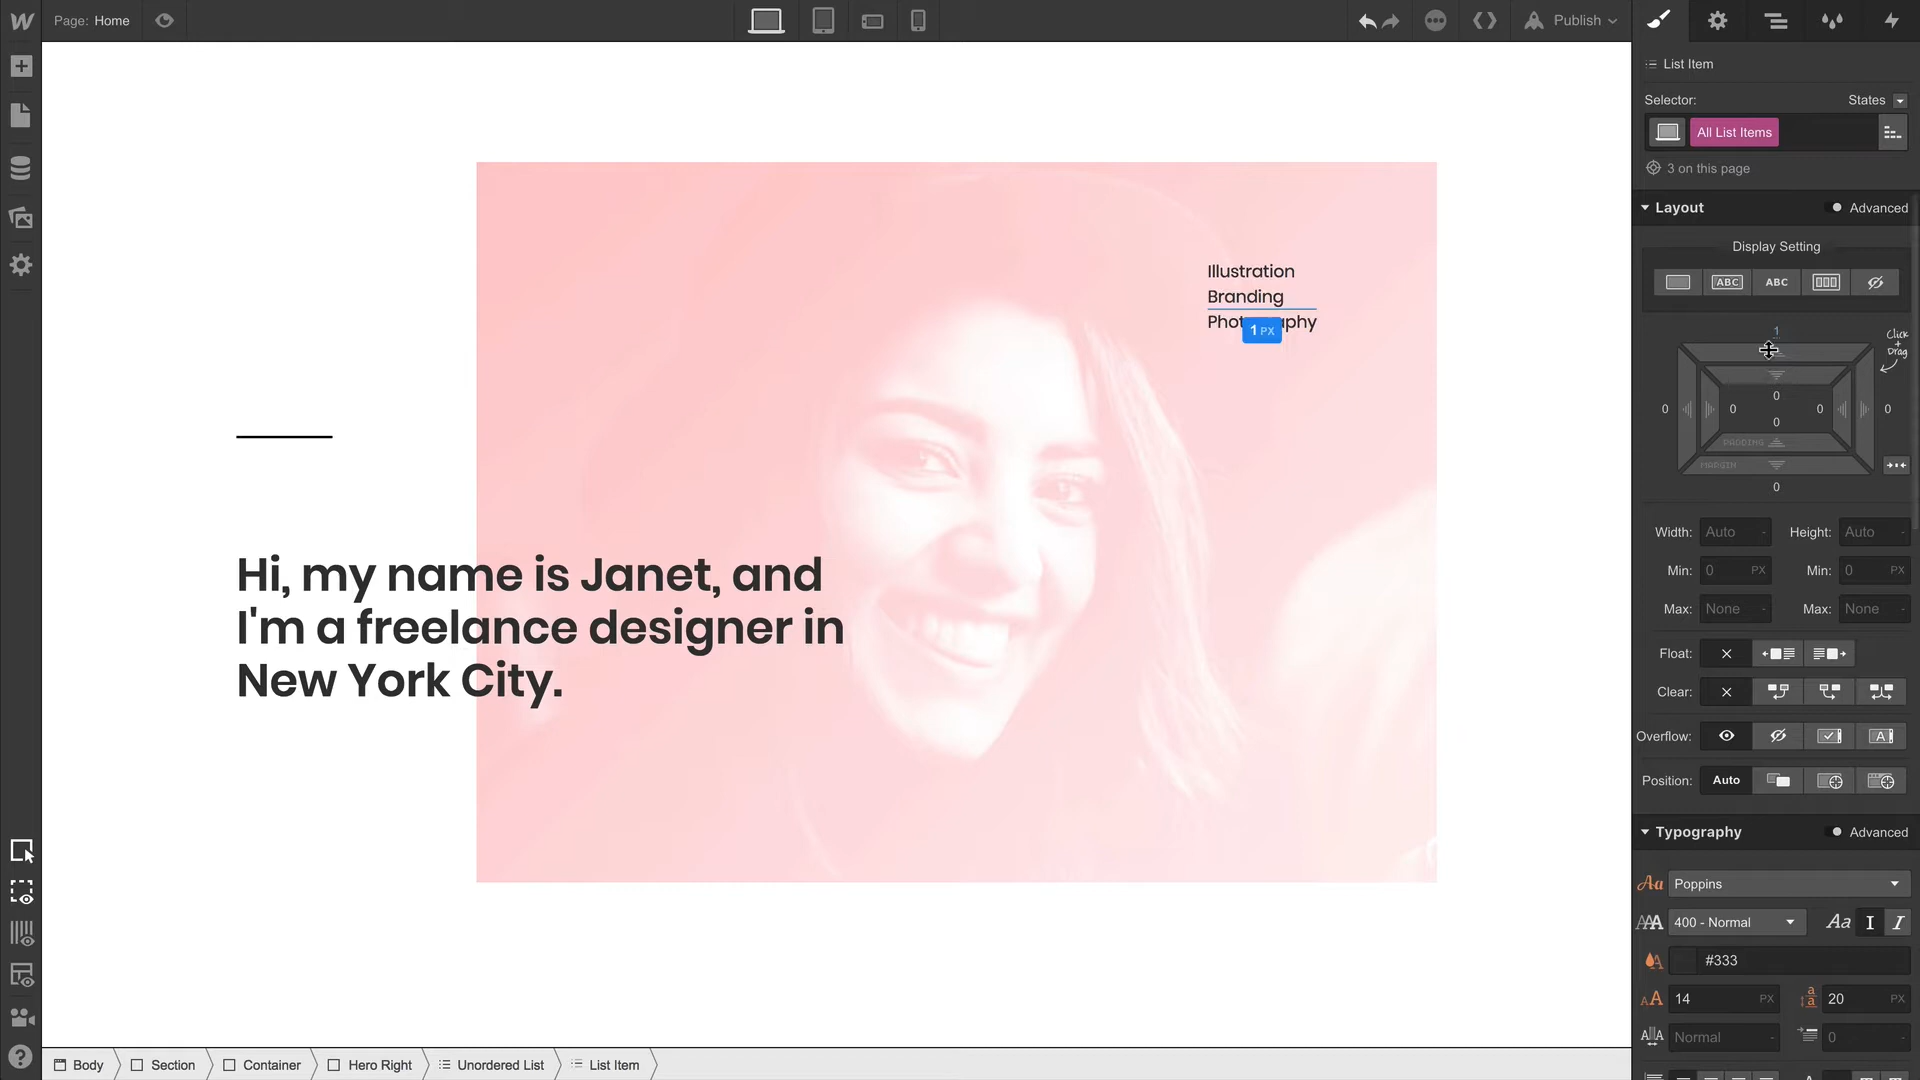 Page: Home
Publish
List Item
Selector:
States
All List Items
3 on this page
Layout
Advanced
Display Setting
ABC
ABC
1
Click
+
Drag
0
0
0
0
0
0
PADDING
MARGIN
0
Width: Auto -
Height: Auto -
Min: 0 PX
Min: 0 PX
Max: None -
Max: None -
Float:
Clear:
Overflow:
Position: Auto
Typography
Advanced
Poppins
400 - Normal
#333
14 PX
20 PX
Normal -
0 -
Illustration
Branding
Photography
1 PX
Hi, my name is Janet, and
I'm a freelance designer in
New York City.
Body
Section
Container
Hero Right
Unordered List
List Item